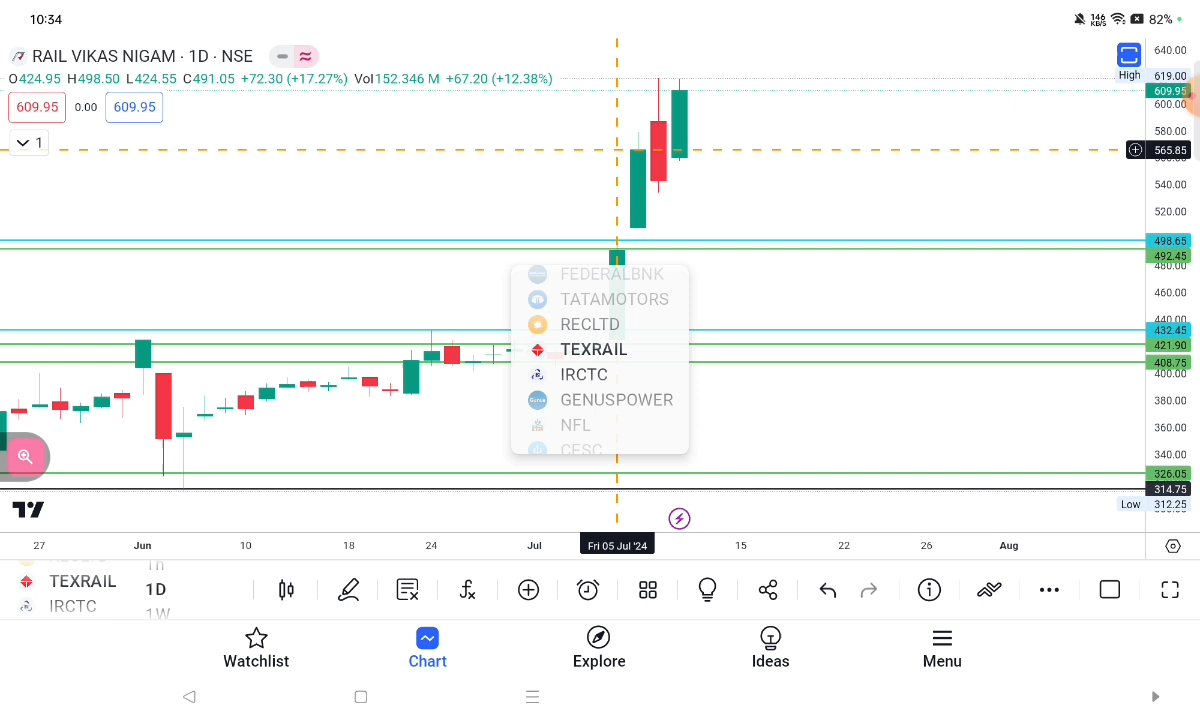 10:34
146 KB/S 82%
RAIL VIKAS NIGAM · 1D · NSE
O424.95 H498.50 L424.55 C491.05 +72.30 (+17.27%) Vol152.346 M +67.20 (+12.38%)
609.95 0.00 609.95
1
640.00
High 619.00
609.95
600.00
580.00
565.85
540.00
520.00
498.65
492.45
480.00
460.00
440.00
432.45
421.90
408.75
400.00
380.00
360.00
340.00
326.05
314.75
Low 312.25
FEDERALBNK
TATAMOTORS
RECLTD
TEXRAIL
IRCTC
GENUSPOWER
NFL
CESC
27 Jun 10 18 24 Jul Fri 05 Jul '24 15 22 26 Aug
TEXRAIL 1D
IRCTC 1W
Watchlist Chart Explore Ideas Menu